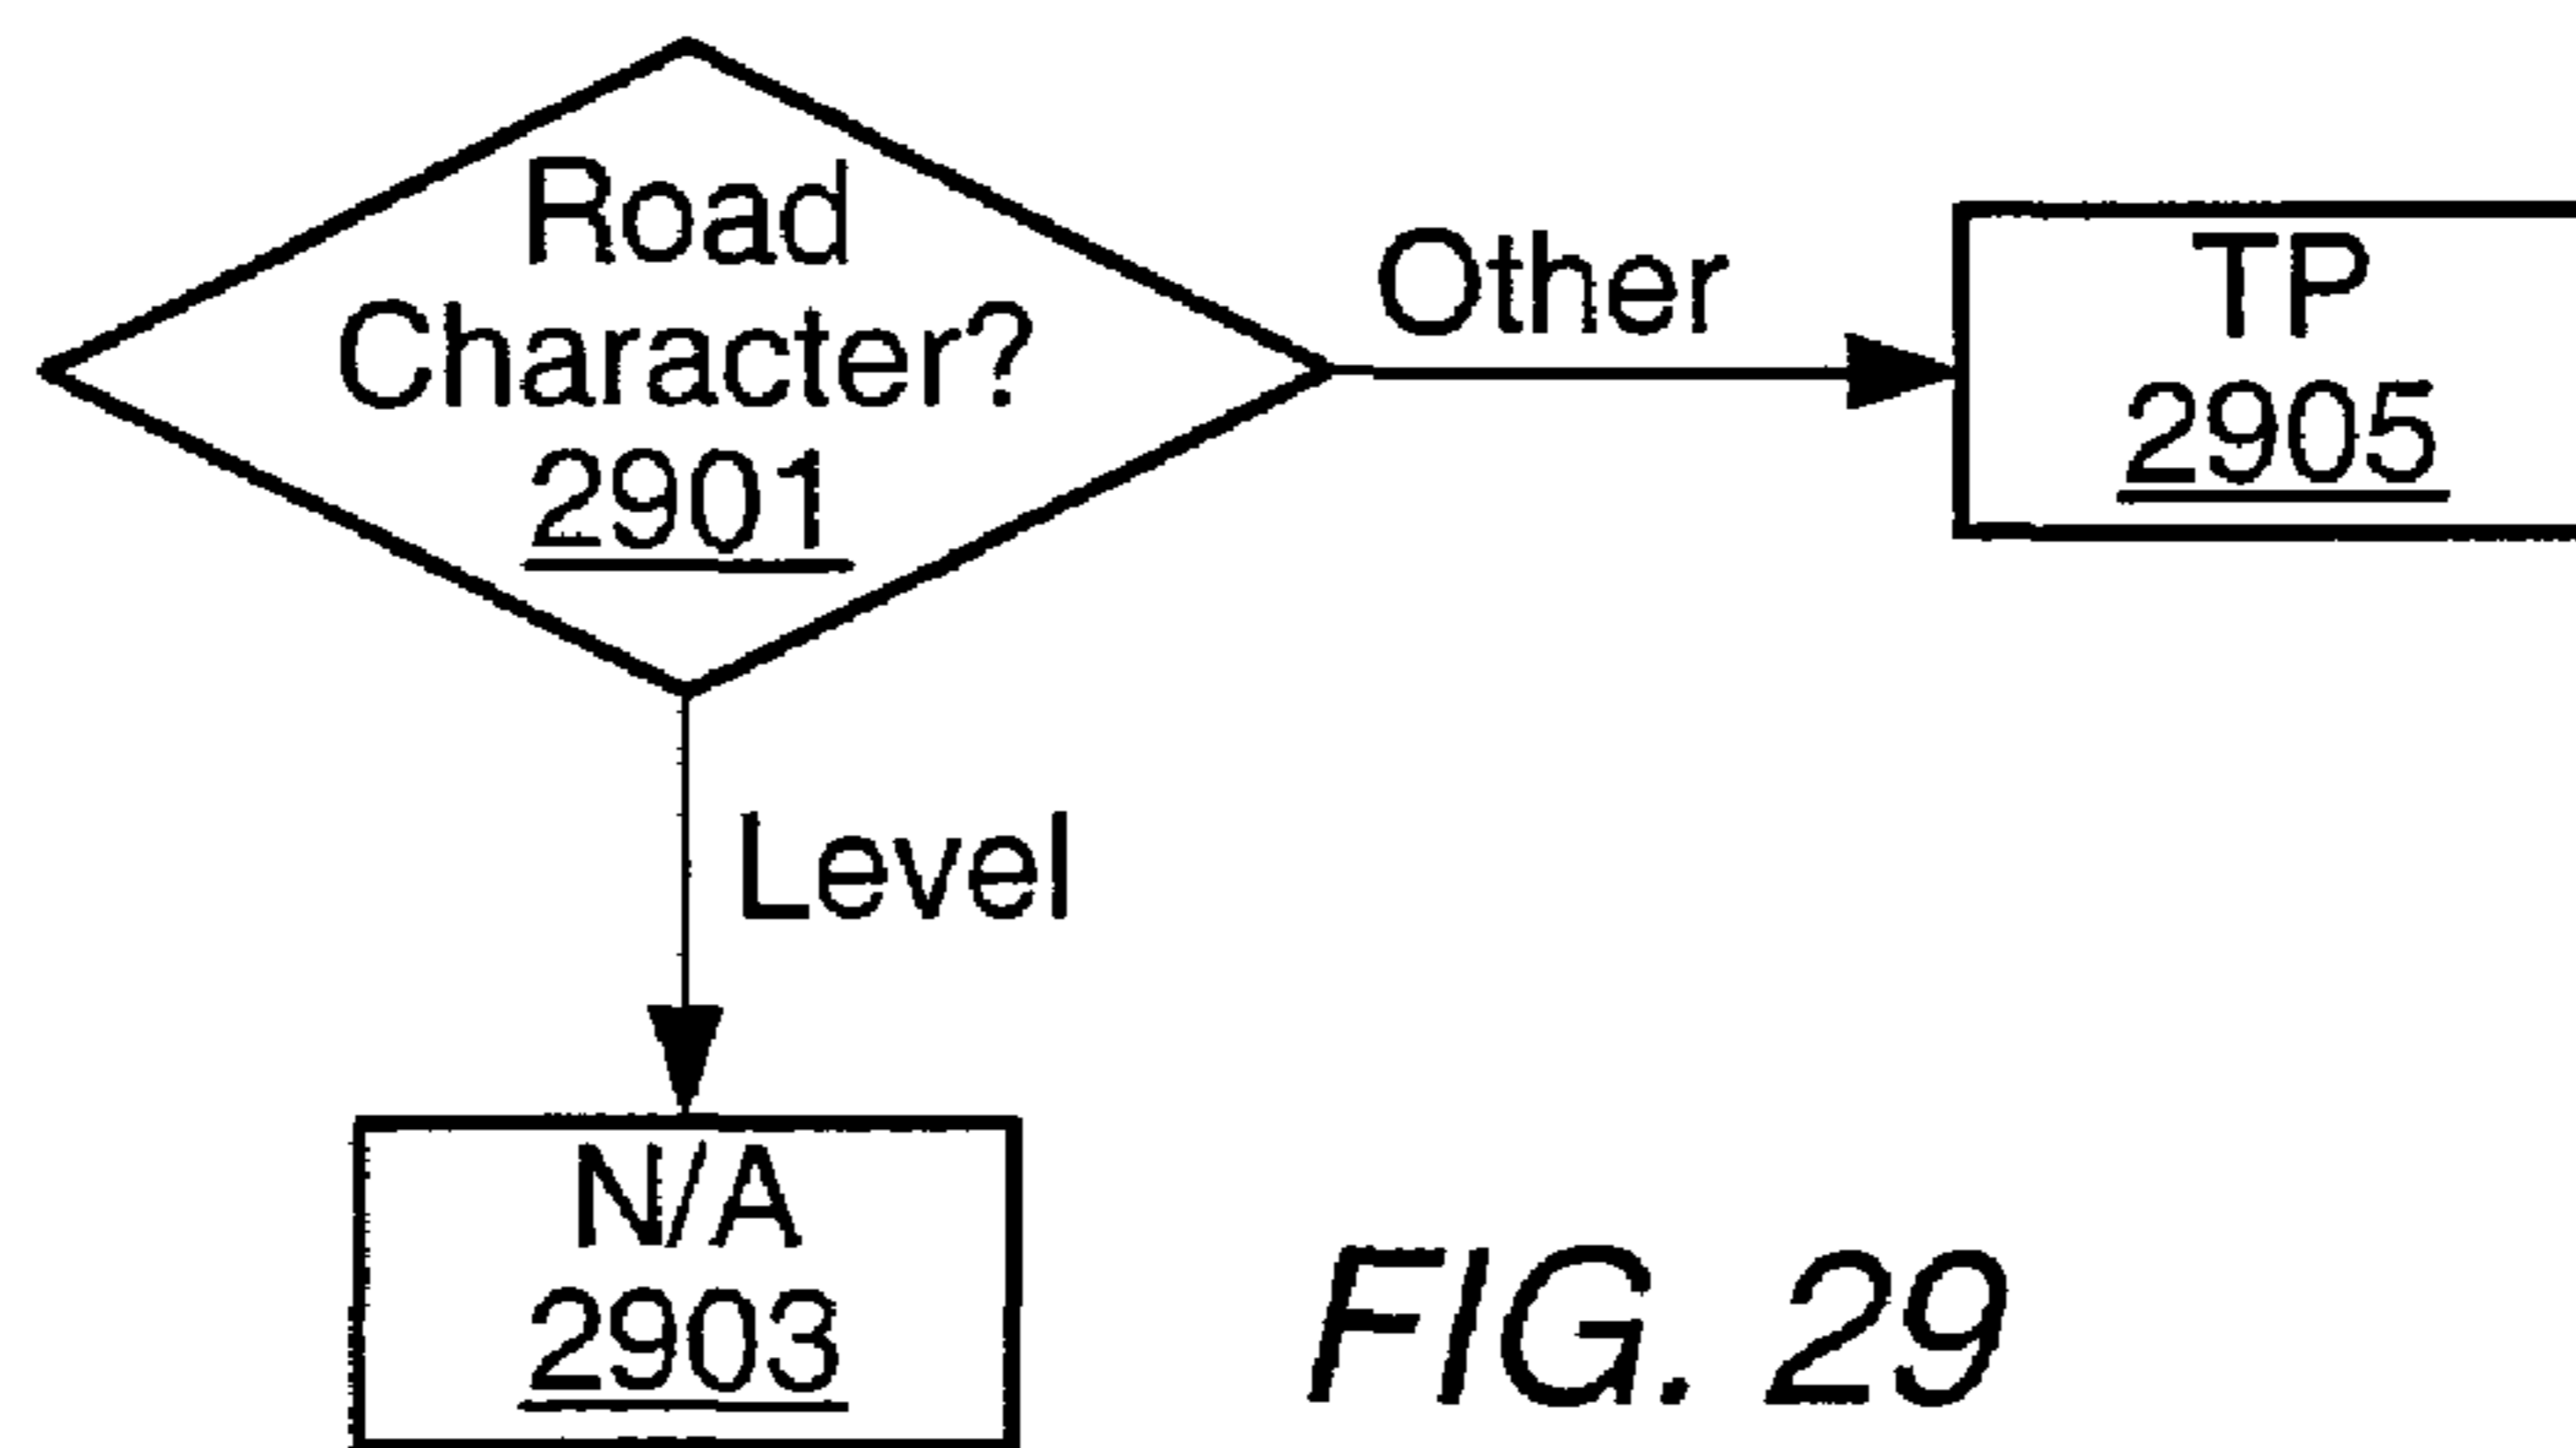 Road
Character?
2901
Other
TP
2905
Level
N/A
2903
FIG. 29